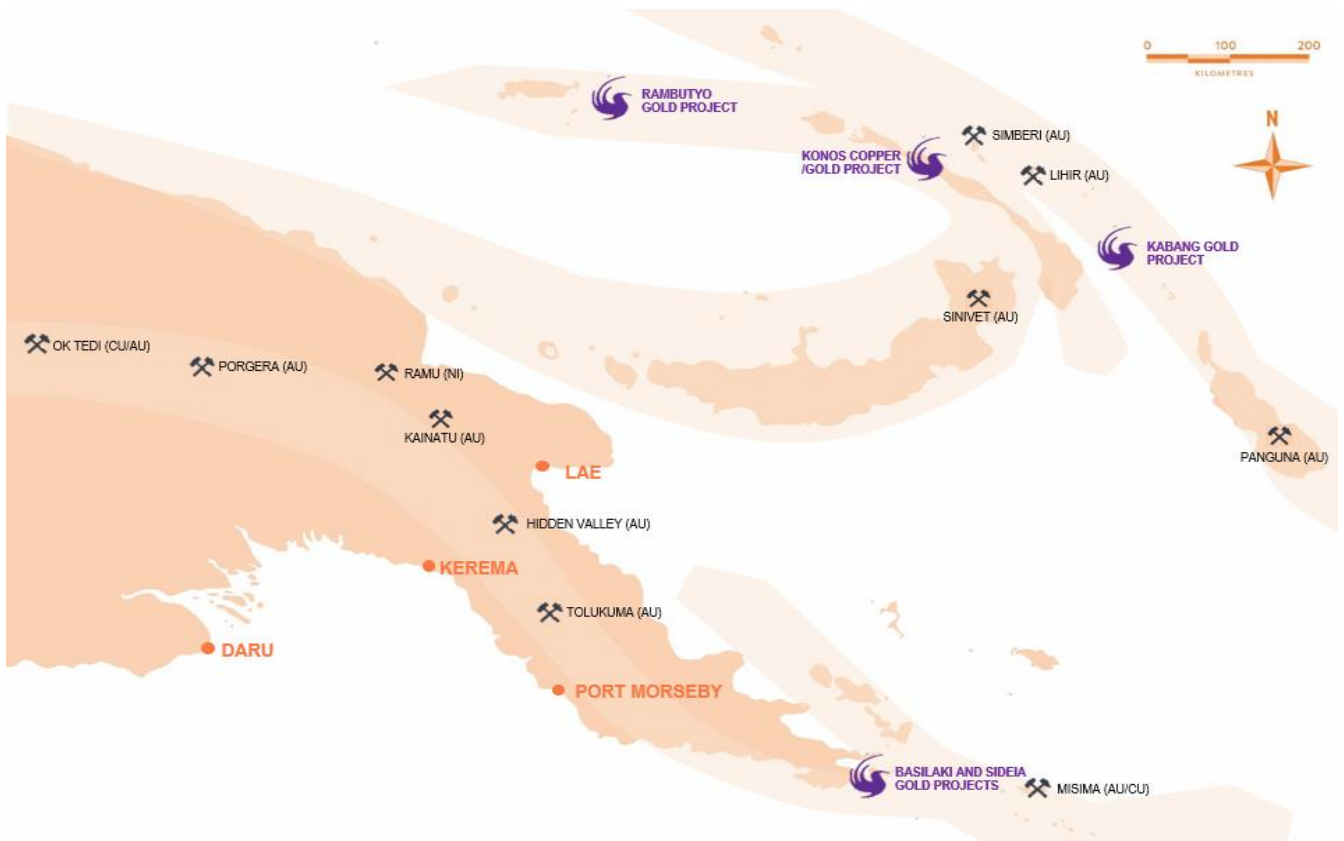 0 100 200
KILOMETRES
N
RAMBUTYO
GOLD PROJECT
SIMBERI (AU)
KONOS COPPER
/GOLD PROJECT
LIHIR (AU)
KABANG GOLD
PROJECT
SINIVET (AU)
OK TEDI (CU/AU)
PORGERA (AU)
RAMU (NI)
KAINATU (AU)
PANGUNA (AU)
LAE
HIDDEN VALLEY (AU)
KEREMA
TOLUKUMA (AU)
DARU
PORT MORSEBY
BASILAKI AND SIDEIA
GOLD PROJECTS
MISIMA (AU/CU)